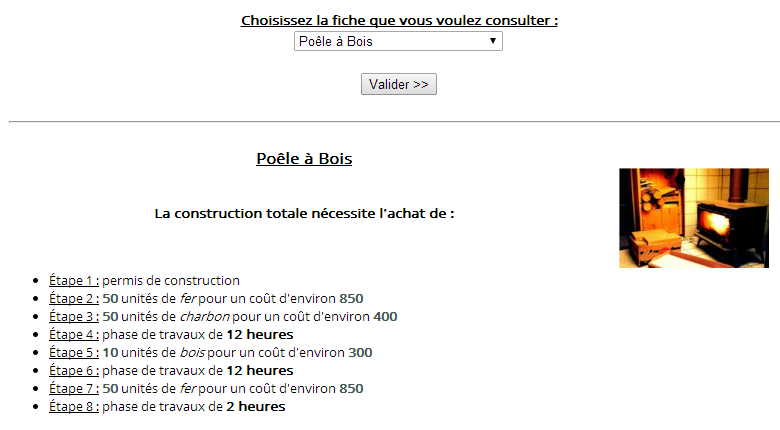 Choisissez la fiche que vous voulez consulter :
Poêle à Bois
Valider >>
Poêle à Bois
La construction totale nécessite l'achat de :
Étape 1 : permis de construction
Étape 2 : 50 unités de fer pour un coût d'environ 850
Étape 3 : 50 unités de charbon pour un coût d'environ 400
Étape 4 : phase de travaux de 12 heures
Étape 5 : 10 unités de bois pour un coût d'environ 300
Étape 6 : phase de travaux de 12 heures
Étape 7 : 50 unités de fer pour un coût d'environ 850
Étape 8 : phase de travaux de 2 heures